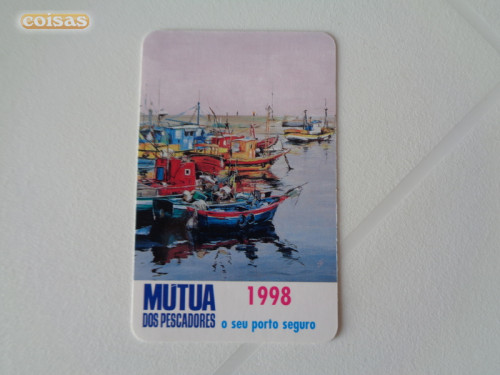 coisas
MÚTUA
DOS PESCADORES
1998
o seu porto seguro